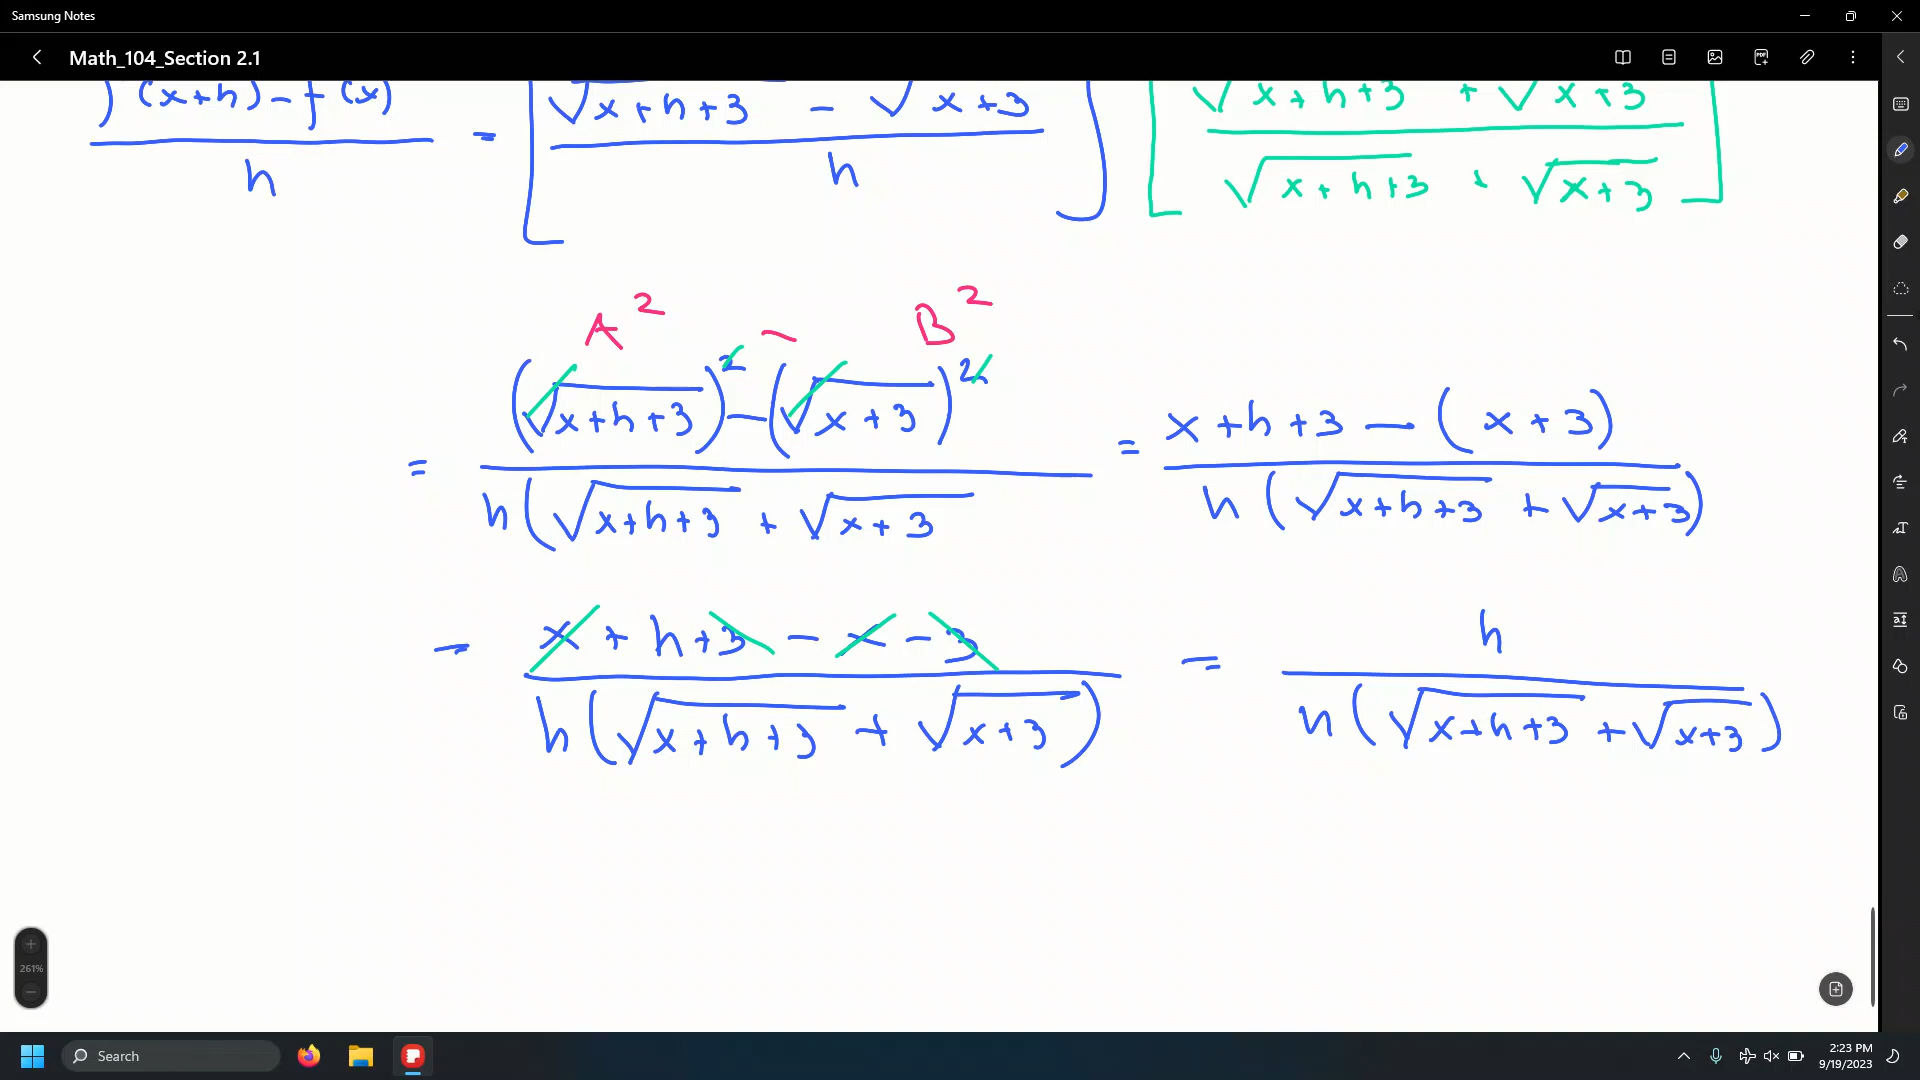 Samsung Notes
Math_104_Section 2.1
f(x+h) - f(x) / h = [ √x+h+3 - √x+3 / h ] [ √x+h+3 + √x+3 / √x+h+3 + √x+3 ]
A² - B²
= (√x+h+3)² - (√x+3)² / h(√x+h+3 + √x+3 = x+h+3 - (x+3) / h(√x+h+3 + √x+3)
= x+h+3-x-3 / h(√x+h+3 + √x+3) = h / h(√x+h+3 + √x+3)
261%
Search
2:23 PM
9/19/2023